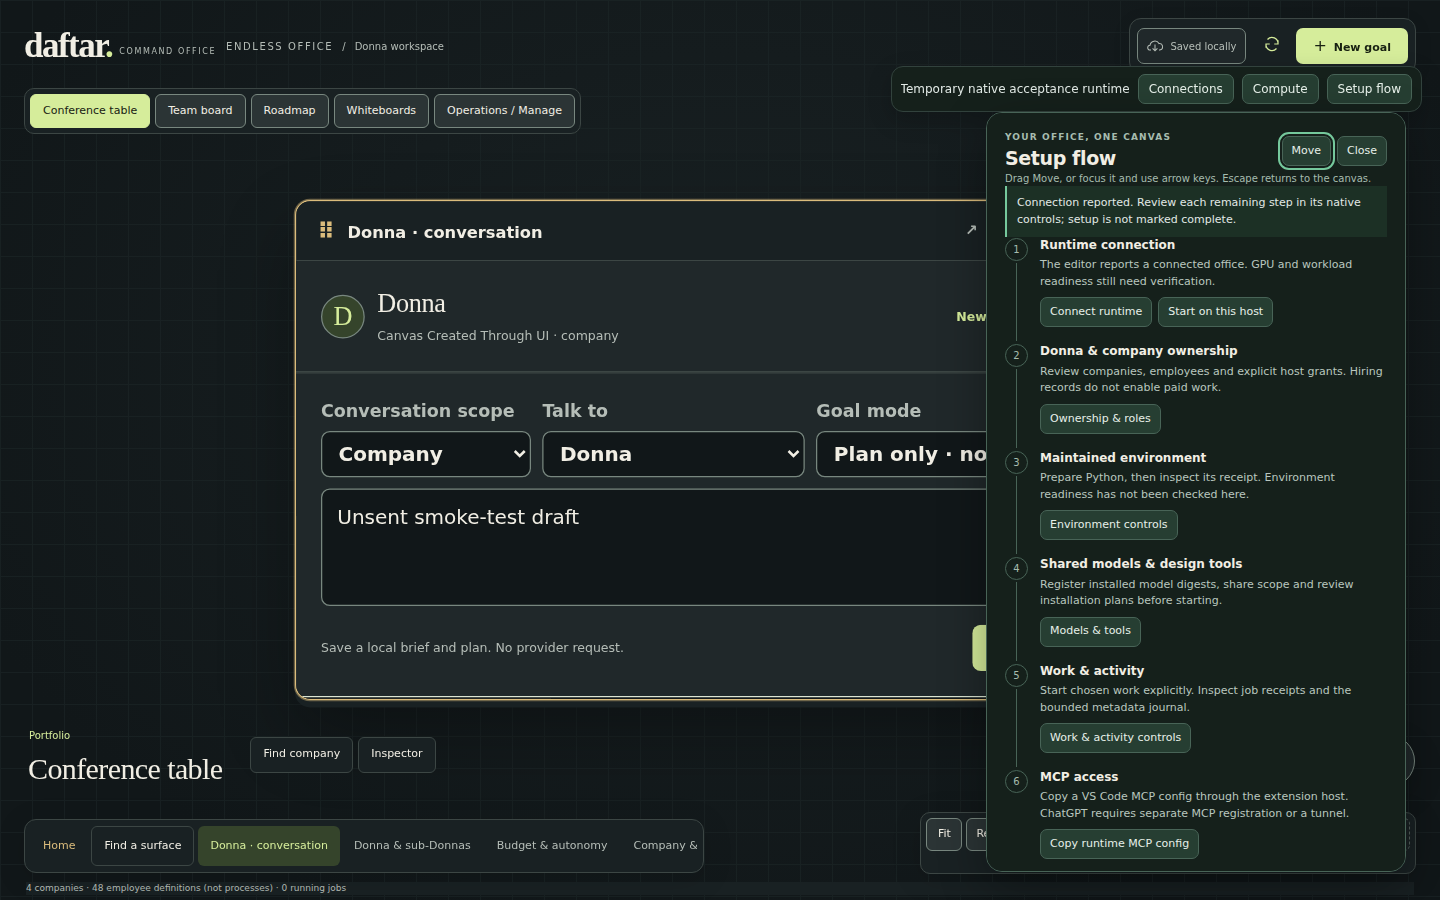 daftar. COMMAND OFFICE ENDLESS OFFICE / Donna workspace
Saved locally
+ New goal
Temporary native acceptance runtime Connections Compute Setup flow
Conference table Team board Roadmap Whiteboards Operations / Manage
Donna · conversation
D
Donna
Canvas Created Through UI · company
New
Conversation scope Talk to Goal mode
Company Donna Plan only · no
Unsent smoke-test draft
Save a local brief and plan. No provider request.
YOUR OFFICE, ONE CANVAS
Setup flow
Move Close
Drag Move, or focus it and use arrow keys. Escape returns to the canvas.
Connection reported. Review each remaining step in its native
controls; setup is not marked complete.
1 Runtime connection
The editor reports a connected office. GPU and workload
readiness still need verification.
Connect runtime Start on this host
2 Donna & company ownership
Review companies, employees and explicit host grants. Hiring
records do not enable paid work.
Ownership & roles
3 Maintained environment
Prepare Python, then inspect its receipt. Environment
readiness has not been checked here.
Environment controls
4 Shared models & design tools
Register installed model digests, share scope and review
installation plans before starting.
Models & tools
5 Work & activity
Start chosen work explicitly. Inspect job receipts and the
bounded metadata journal.
Work & activity controls
6 MCP access
Copy a VS Code MCP config through the extension host.
ChatGPT requires separate MCP registration or a tunnel.
Copy runtime MCP config
Portfolio
Conference table
Find company Inspector
Home Find a surface Donna · conversation Donna & sub-Donnas Budget & autonomy Company &
Fit
4 companies · 48 employee definitions (not processes) · 0 running jobs